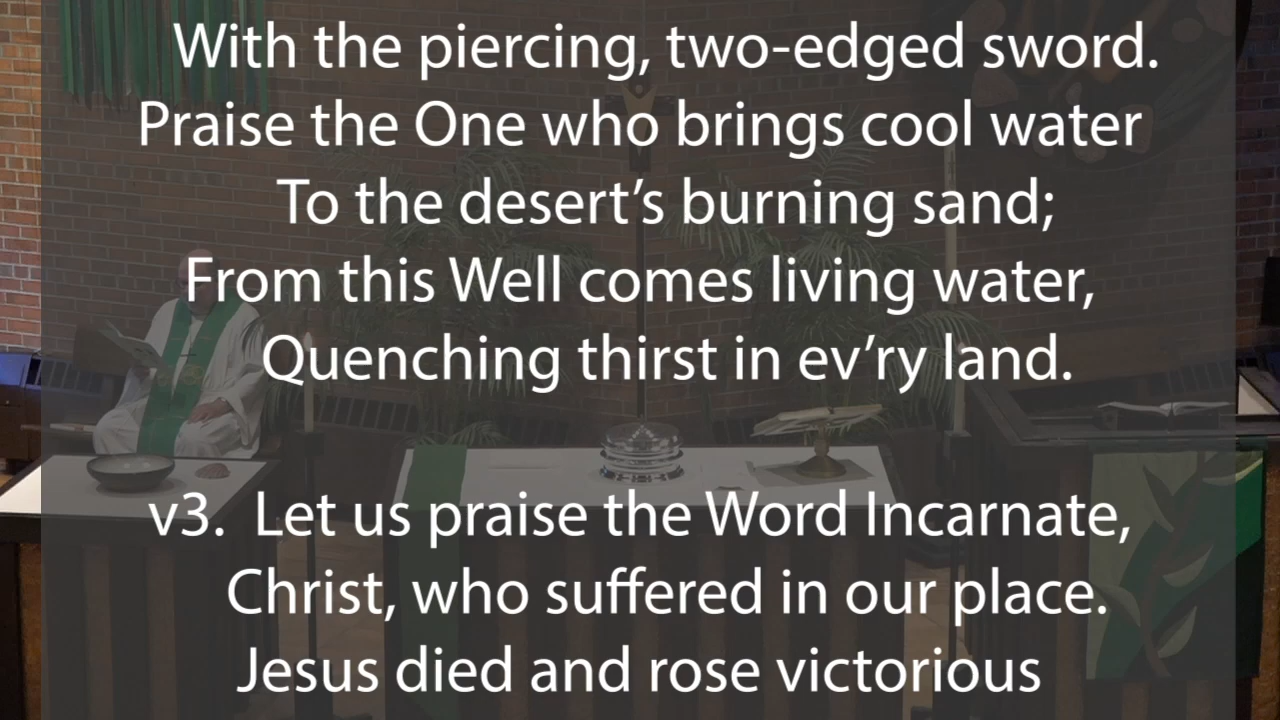 With the piercing, two-edged sword.
Praise the One who brings cool water
To the desert’s burning sand;
From this Well comes living water,
Quenching thirst in ev’ry land.
v3. Let us praise the Word Incarnate,
Christ, who suffered in our place.
Jesus died and rose victorious